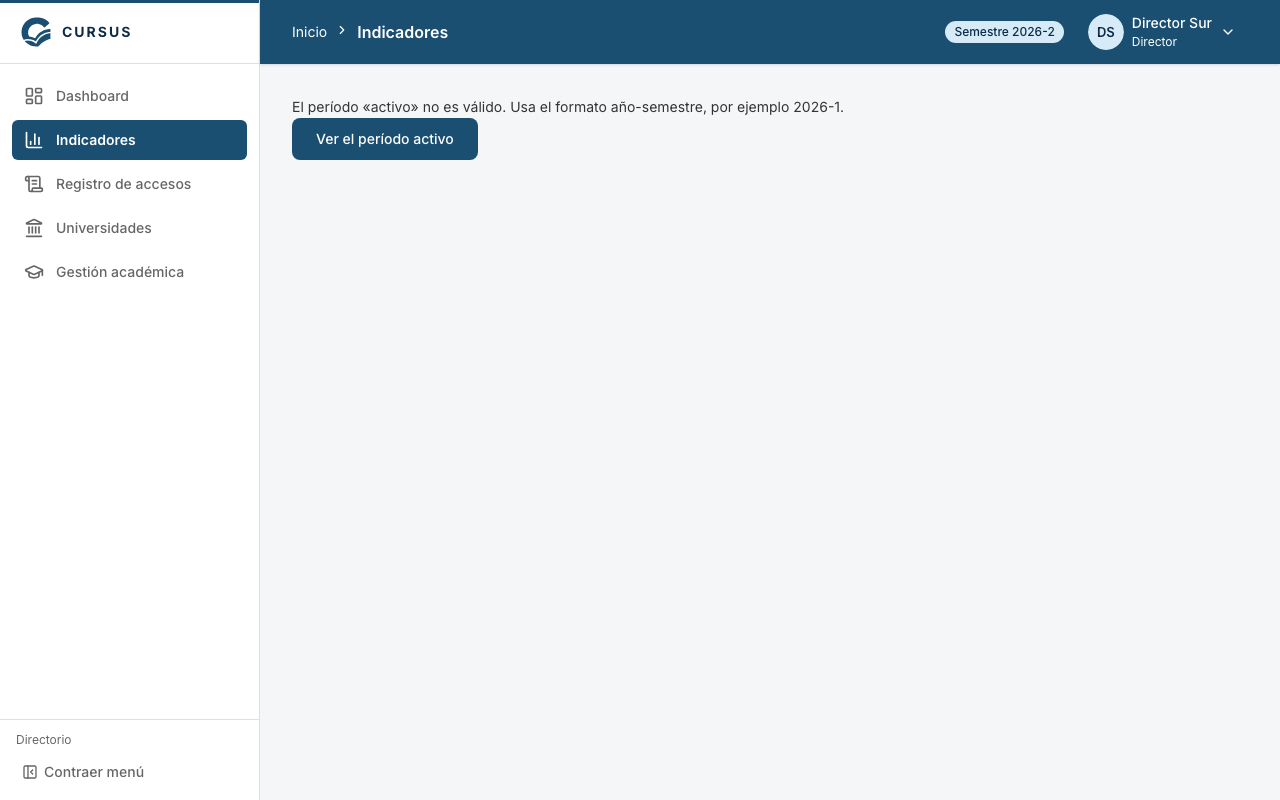 CURSUS
Inicio > Indicadores
Semestre 2026-2
DS
Director Sur
Director
Dashboard
Indicadores
Registro de accesos
Universidades
Gestión académica
El período «activo» no es válido. Usa el formato año-semestre, por ejemplo 2026-1.
Ver el período activo
Directorio
Contraer menú